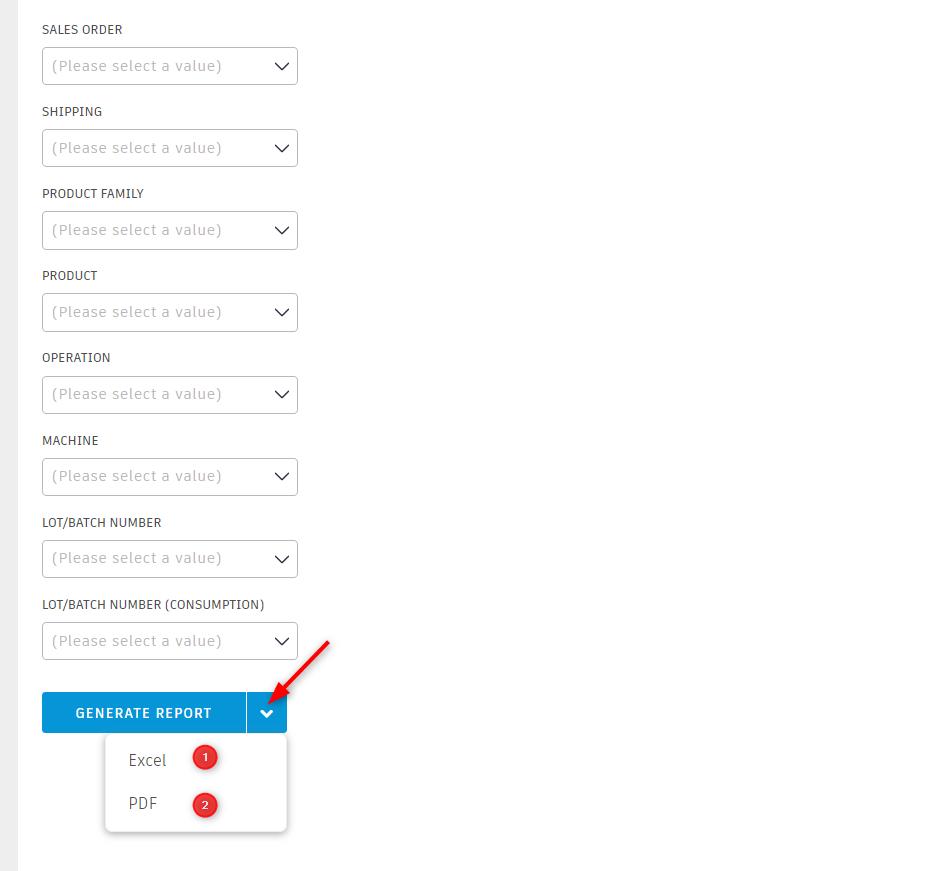 SALES ORDER
(Please select a value)
SHIPPING
(Please select a value)
PRODUCT FAMILY
(Please select a value)
PRODUCT
(Please select a value)
OPERATION
(Please select a value)
MACHINE
(Please select a value)
LOT/BATCH NUMBER
(Please select a value)
LOT/BATCH NUMBER (CONSUMPTION)
(Please select a value)
GENERATE REPORT
Excel 1
PDF 2